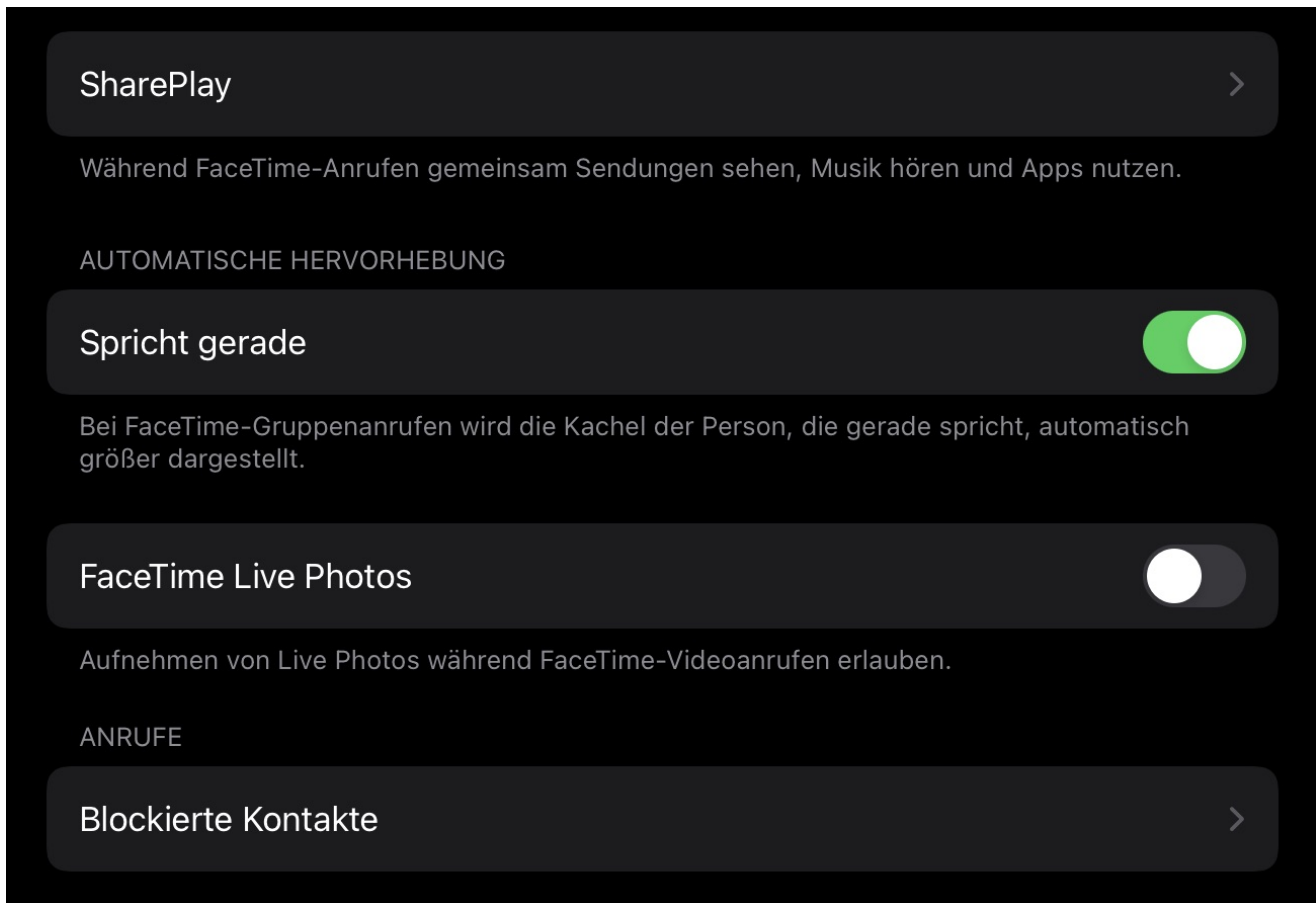 SharePlay
Während FaceTime-Anrufen gemeinsam Sendungen sehen, Musik hören und Apps nutzen.
AUTOMATISCHE HERVORHEBUNG
Spricht gerade
Bei FaceTime-Gruppenanrufen wird die Kachel der Person, die gerade spricht, automatisch
größer dargestellt.
FaceTime Live Photos
Aufnehmen von Live Photos während FaceTime-Videoanrufen erlauben.
ANRUFE
Blockierte Kontakte